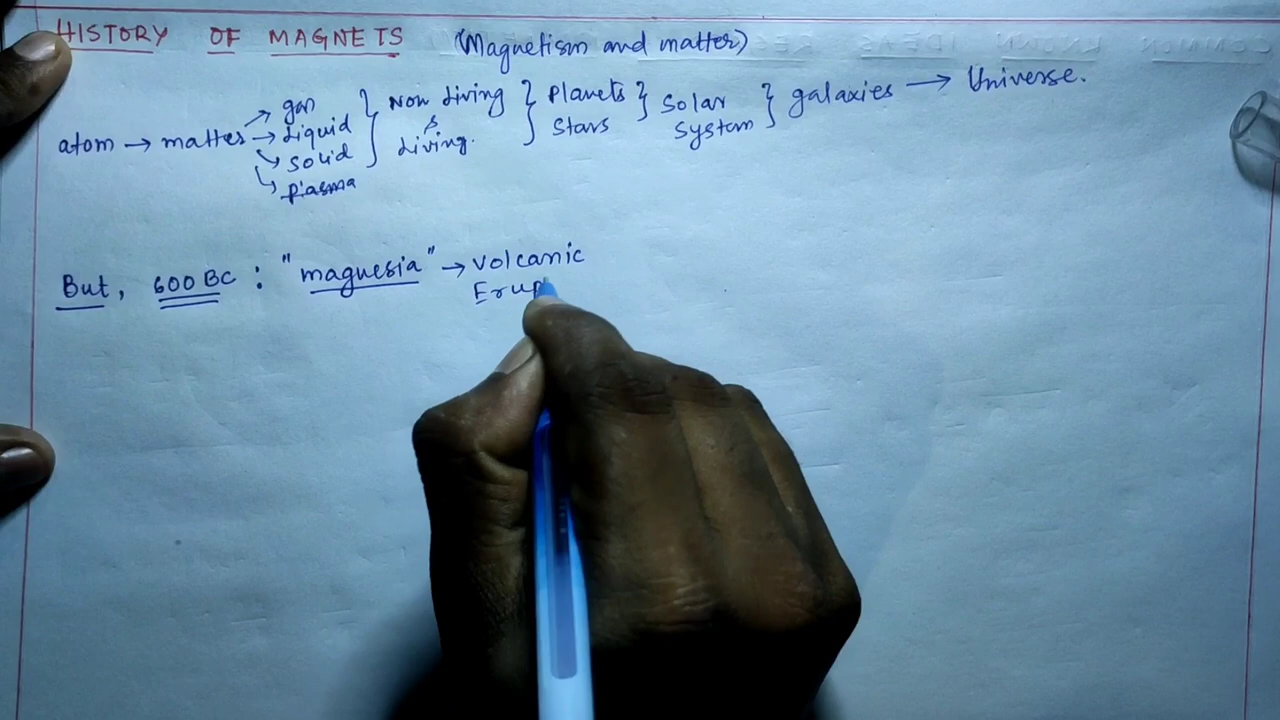 HISTORY OF MAGNETS (Magnetism and matter)
atom → matter → gas → Liquid → solid → plasma } Non Living & Living. } Planets Stars } Solar System } galaxies → Universe.
But, 600 BC : "magnesia" → volcanic
Erup